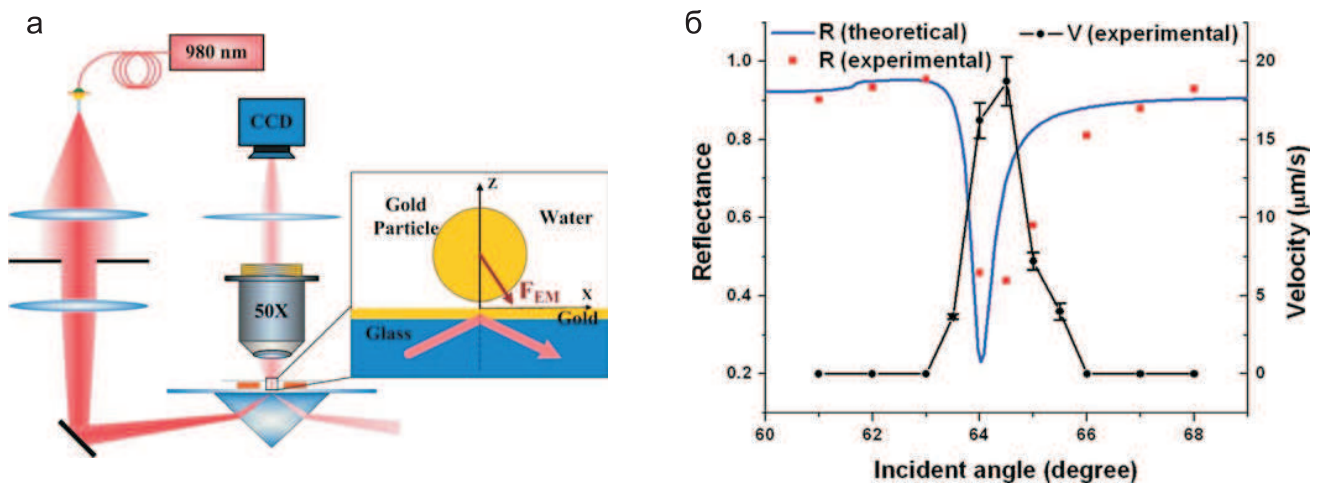 а
980 nm
CCD
50X
Z
Gold
Particle
Water
F_EM
X
Gold
Glass
б
R (theoretical)
V (experimental)
R (experimental)
1.0
0.8
0.6
0.4
0.2
Reflectance
20
15
10
5
0
Velocity (μm/s)
60
62
64
66
68
Incident angle (degree)